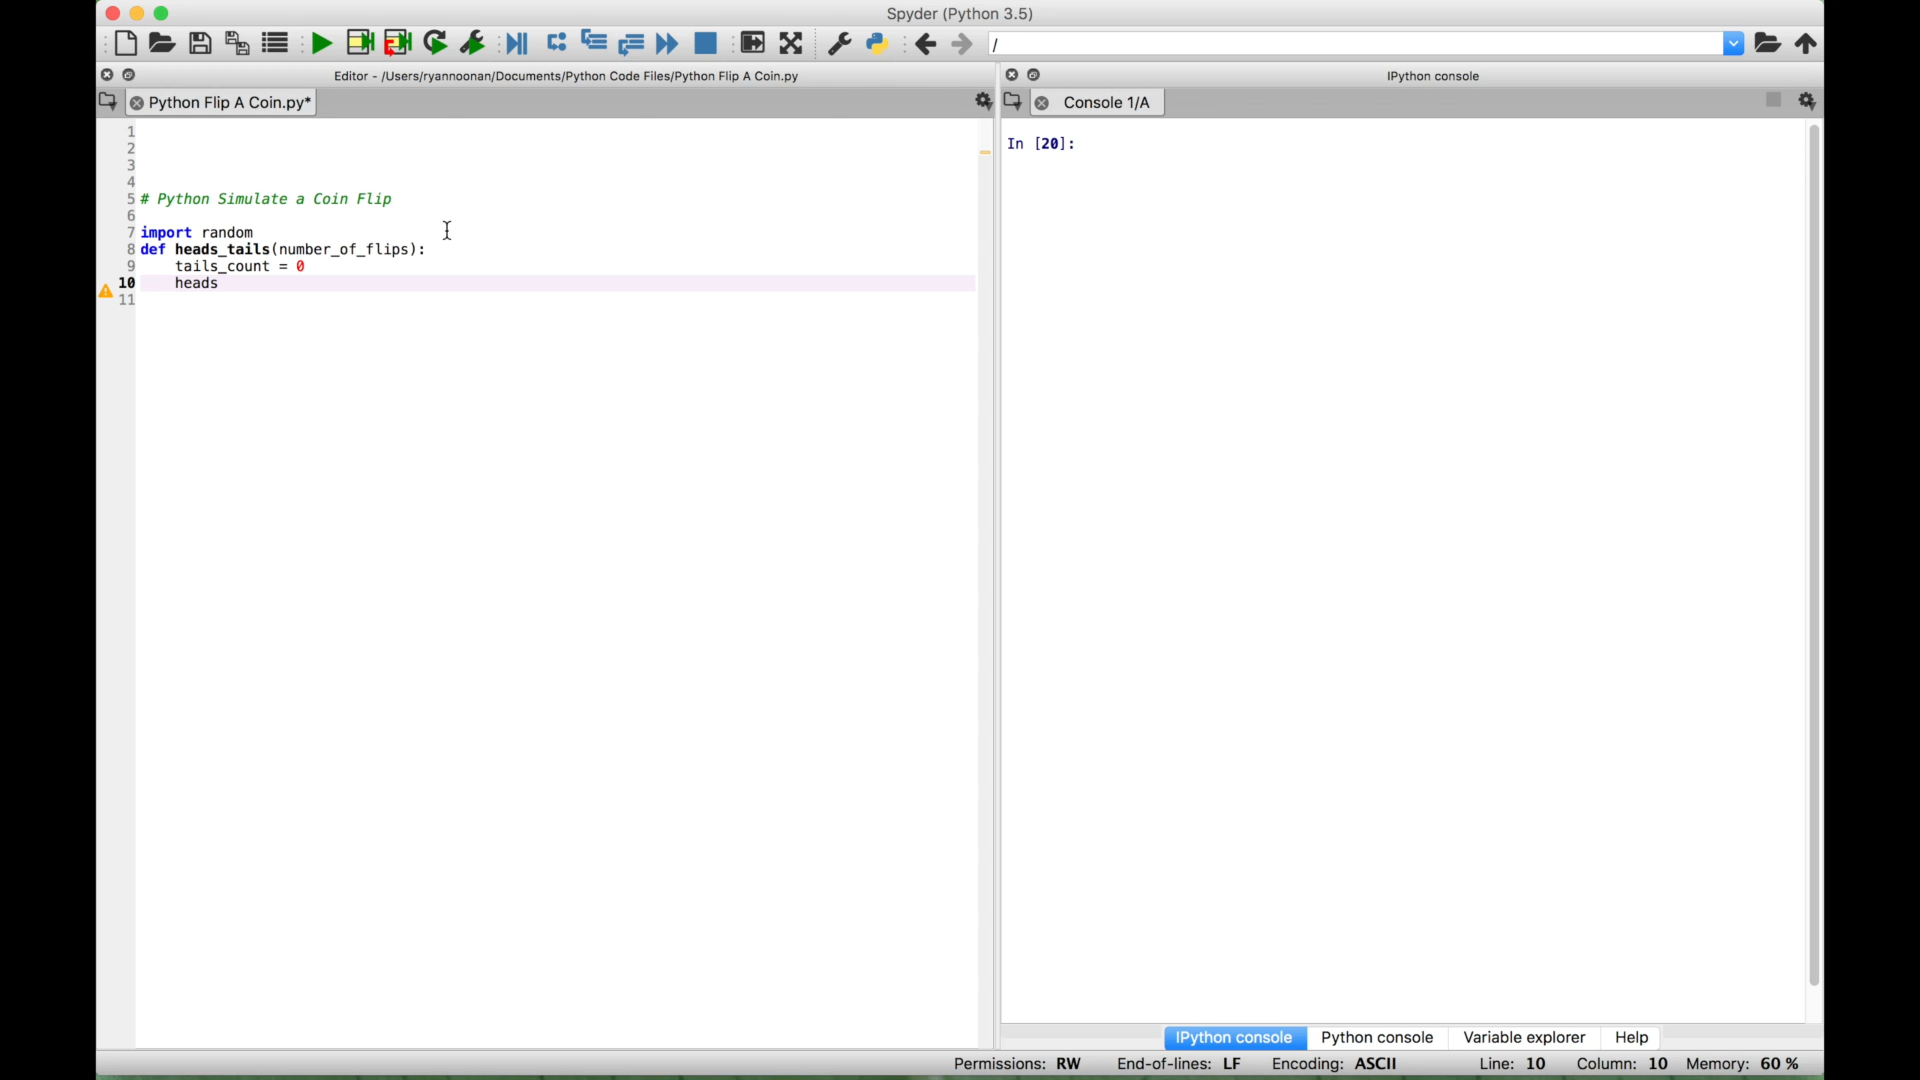 Spyder (Python 3.5)
/
Editor - /Users/ryannoonan/Documents/Python Code Files/Python Flip A Coin.py
IPython console
Python Flip A Coin.py*
Console 1/A
1
2
3
4
5 # Python Simulate a Coin Flip
6
7 import random
8 def heads_tails(number_of_flips):
9 tails_count = 0
10 heads
11
In [20]:
IPython console Python console Variable explorer Help
Permissions: RW End-of-lines: LF Encoding: ASCII Line: 10 Column: 10 Memory: 60 %